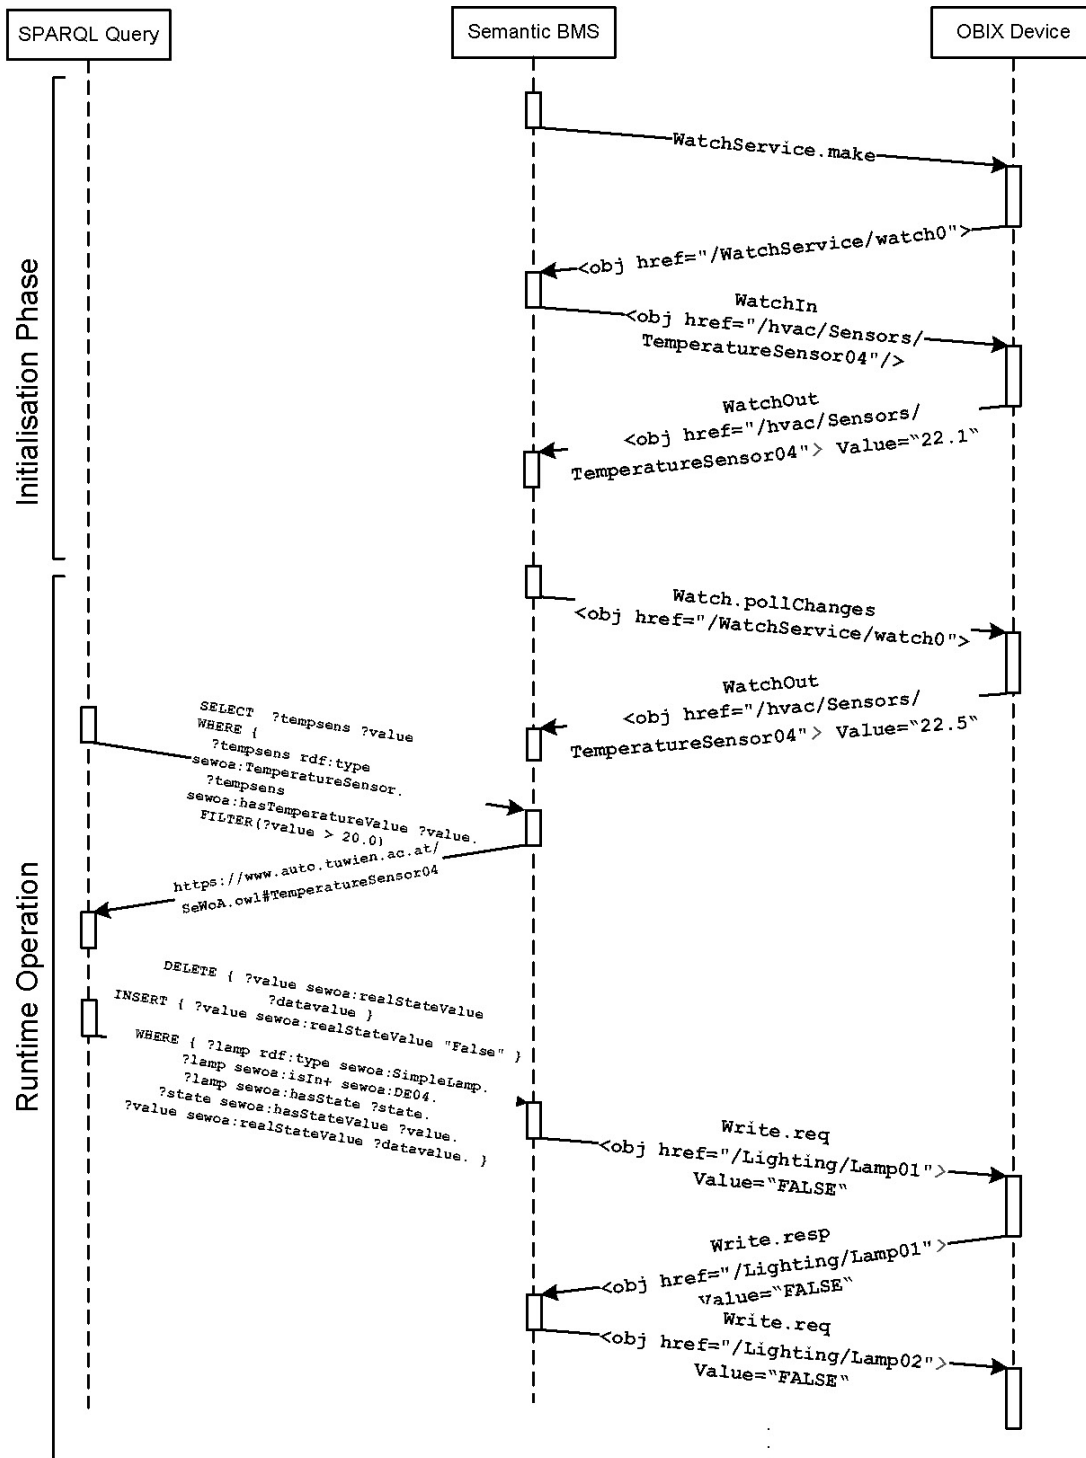 SPARQL Query
Semantic BMS
OBIX Device
Initialisation Phase
WatchService.make
<obj href="/WatchService/watch0">
WatchIn
<obj href="/hvac/Sensors/
TemperatureSensor04"/>
WatchOut
<obj href="/hvac/Sensors/
TemperatureSensor04"> Value=“22.1“
Runtime Operation
Watch.pollChanges
<obj href="/WatchService/watch0">
WatchOut
<obj href="/hvac/Sensors/
TemperatureSensor04"> Value=“22.5“
SELECT ?tempsens ?value
WHERE {
?tempsens rdf:type
sewoa:TemperatureSensor.
?tempsens
sewoa:hasTemperatureValue ?value.
FILTER(?value > 20.0)
https://www.auto.tuwien.ac.at/
SeWoA.owl#TemperatureSensor04
DELETE { ?value sewoa:realStateValue
?datavalue }
INSERT { ?value sewoa:realStateValue "False" }
WHERE { ?lamp rdf:type sewoa:SimpleLamp.
?lamp sewoa:isIn+ sewoa:DE04.
?lamp sewoa:hasState ?state.
?state sewoa:hasStateValue ?value.
?value sewoa:realStateValue ?datavalue. }
Write.req
<obj href="/Lighting/Lamp01">
Value=“FALSE“
Write.resp
<obj href="/Lighting/Lamp01">
Value=“FALSE“
Write.req
<obj href="/Lighting/Lamp02">
Value=“FALSE“